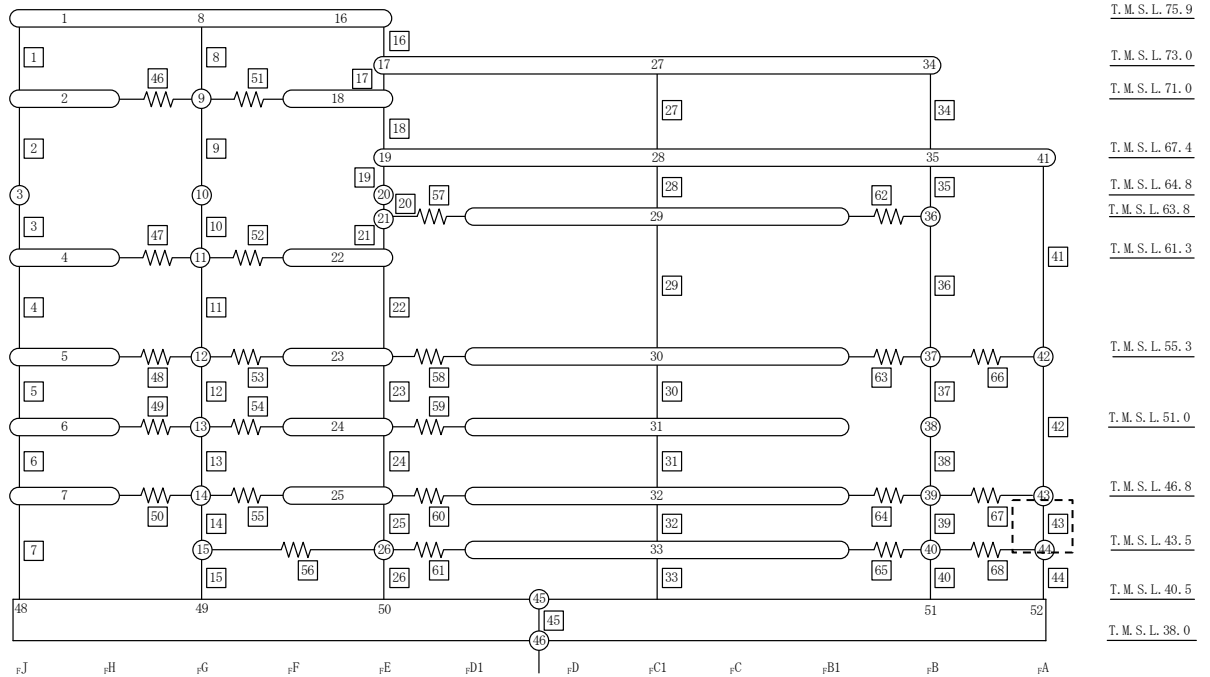 1 8 16 T.M.S.L.75.9
16
1 8 17 27 34 T.M.S.L.73.0
46 51 17
2 9 18 T.M.S.L.71.0
27 34
18
2 9
19 28 35 41 T.M.S.L.67.4
19 28 35
3 10 20 57 62 T.M.S.L.64.8
20
21 29 36 T.M.S.L.63.8
3 10 47 52 21
4 11 22 41 T.M.S.L.61.3
29 36
4 11 22
5 12 23 30 37 42 T.M.S.L.55.3
48 53 58 63 66
5 12 23 30 37
49 54 59
6 13 24 31 38 42 T.M.S.L.51.0
6 13 24 31 38
7 14 25 32 39 43 T.M.S.L.46.8
50 55 60 64 67
14 25 32 39 43
7 15 26 33 40 44 T.M.S.L.43.5
56 61 65 68
15 26 33 40 44
48 49 50 45 51 52 T.M.S.L.40.5
45
46 T.M.S.L.38.0
FJ FH FG FF FE FD1 FD FC1 FC FB1 FB FA